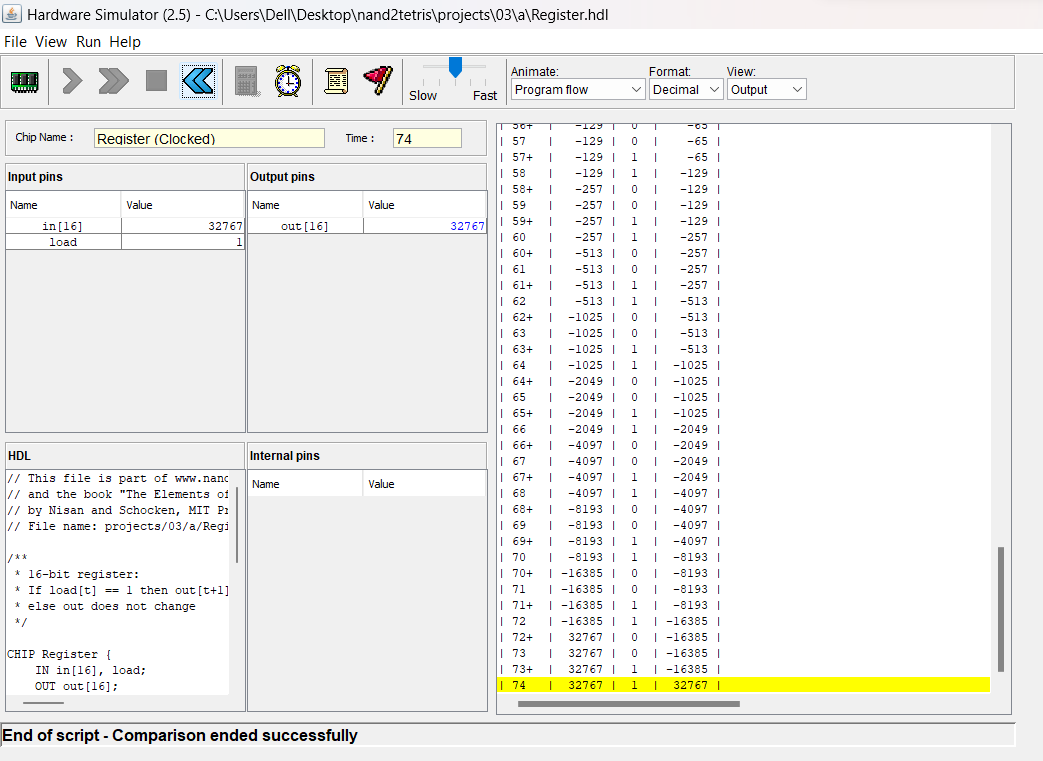 Hardware Simulator (2.5) - C:\Users\Dell\Desktop\nand2tetris\projects\03\a\Register.hdl
File View Run Help
Slow Fast
Animate: Format: View:
Program flow Decimal Output
Chip Name : Register (Clocked) Time : 74
Input pins
Name Value
in[16] 32767
load 1
Output pins
Name Value
out[16] 32767
HDL
// This file is part of www.nand
// and the book "The Elements of
// by Nisan and Schocken, MIT Pr
// File name: projects/03/a/Regi
/**
* 16-bit register:
* If load[t] == 1 then out[t+1]
* else out does not change
*/
CHIP Register {
IN in[16], load;
OUT out[16];
Internal pins
Name Value
| 56+ | -129 | 0 | -65 |
| 57 | -129 | 0 | -65 |
| 57+ | -129 | 1 | -65 |
| 58 | -129 | 1 | -129 |
| 58+ | -257 | 0 | -129 |
| 59 | -257 | 0 | -129 |
| 59+ | -257 | 1 | -129 |
| 60 | -257 | 1 | -257 |
| 60+ | -513 | 0 | -257 |
| 61 | -513 | 0 | -257 |
| 61+ | -513 | 1 | -257 |
| 62 | -513 | 1 | -513 |
| 62+ | -1025 | 0 | -513 |
| 63 | -1025 | 0 | -513 |
| 63+ | -1025 | 1 | -513 |
| 64 | -1025 | 1 | -1025 |
| 64+ | -2049 | 0 | -1025 |
| 65 | -2049 | 0 | -1025 |
| 65+ | -2049 | 1 | -1025 |
| 66 | -2049 | 1 | -2049 |
| 66+ | -4097 | 0 | -2049 |
| 67 | -4097 | 0 | -2049 |
| 67+ | -4097 | 1 | -2049 |
| 68 | -4097 | 1 | -4097 |
| 68+ | -8193 | 0 | -4097 |
| 69 | -8193 | 0 | -4097 |
| 69+ | -8193 | 1 | -4097 |
| 70 | -8193 | 1 | -8193 |
| 70+ | -16385 | 0 | -8193 |
| 71 | -16385 | 0 | -8193 |
| 71+ | -16385 | 1 | -8193 |
| 72 | -16385 | 1 | -16385 |
| 72+ | 32767 | 0 | -16385 |
| 73 | 32767 | 0 | -16385 |
| 73+ | 32767 | 1 | -16385 |
| 74 | 32767 | 1 | 32767 |
End of script - Comparison ended successfully